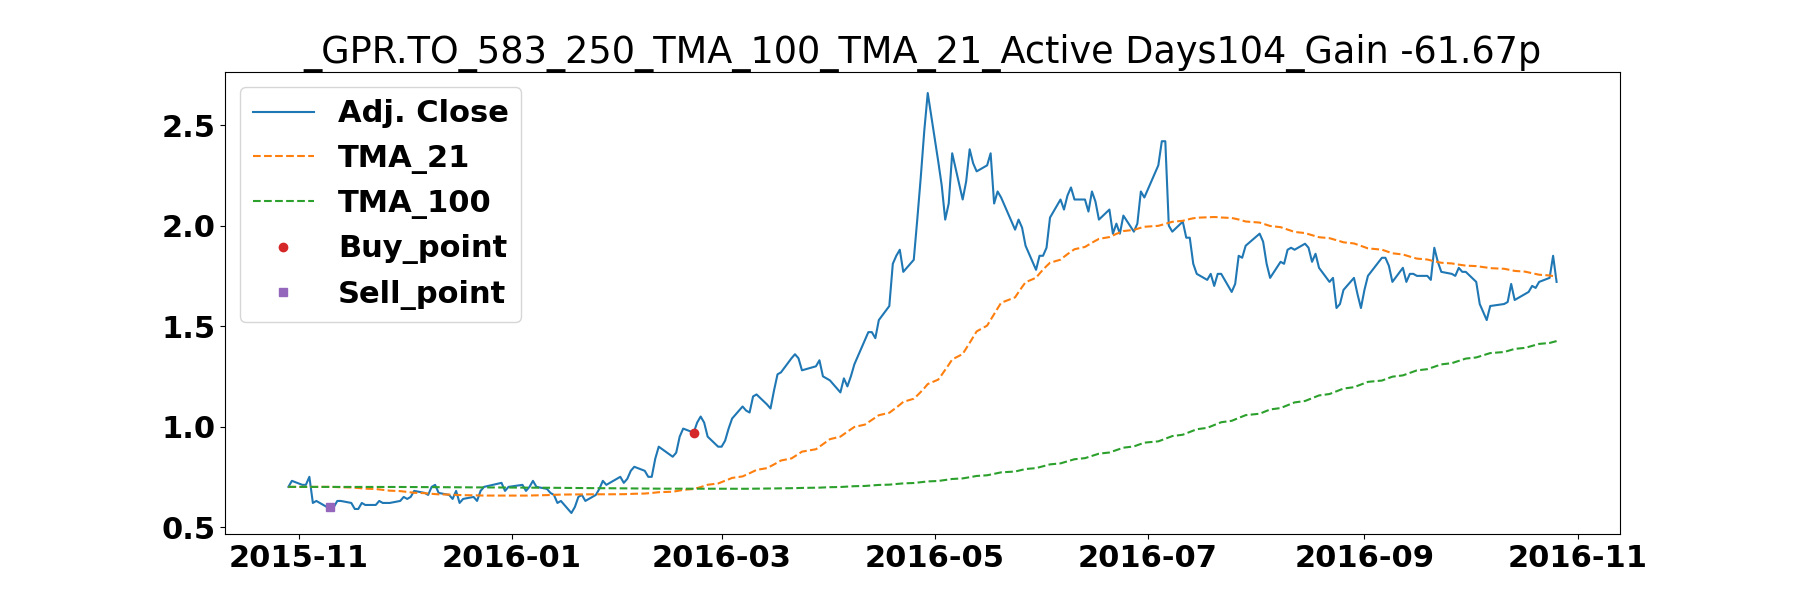 _GPR.TO_583_250_TMA_100_TMA_21_Active Days104_Gain -61.67p
Adj. Close
TMA_21
TMA_100
Buy_point
Sell_point
2.5
2.0
1.5
1.0
0.5
2015-11 2016-01 2016-03 2016-05 2016-07 2016-09 2016-11